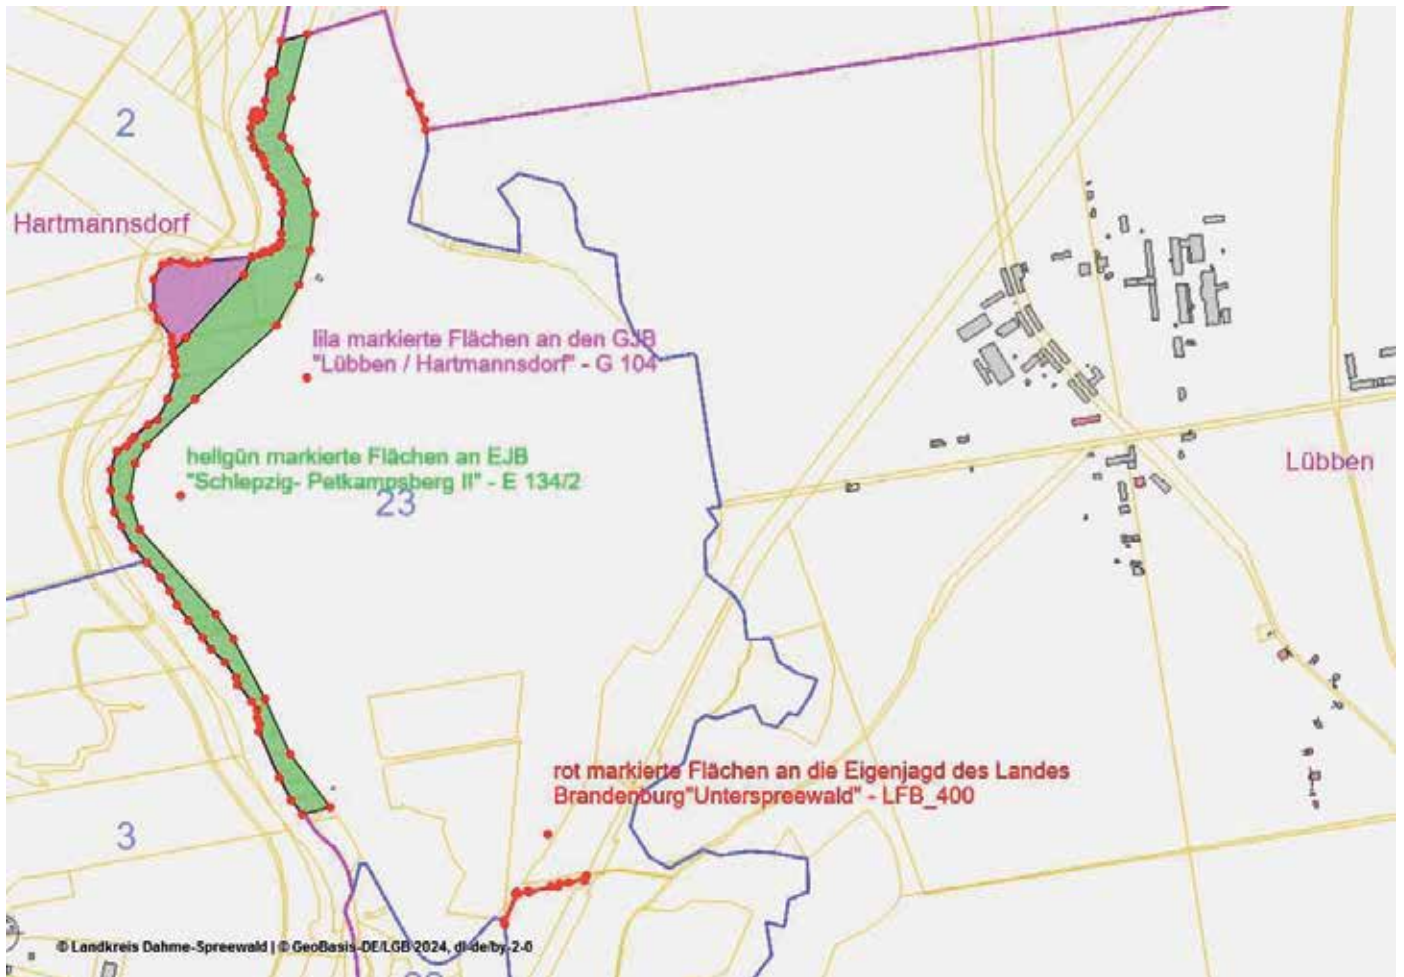 2
Hartmannsdorf
lila markierte Flächen an den GJB
"Lübben / Hartmannsdorf" - G 104
hellgün markierte Flächen an EJB
"Schlepzig- Petkampsberg II" - E 134/2
23
Lübben
rot markierte Flächen an die Eigenjagd des Landes
Brandenburg"Unterspreewald" - LFB_400
3
© Landkreis Dahme-Spreewald | © GeoBasis-DE/LGB 2024, dl-de/by-2-0